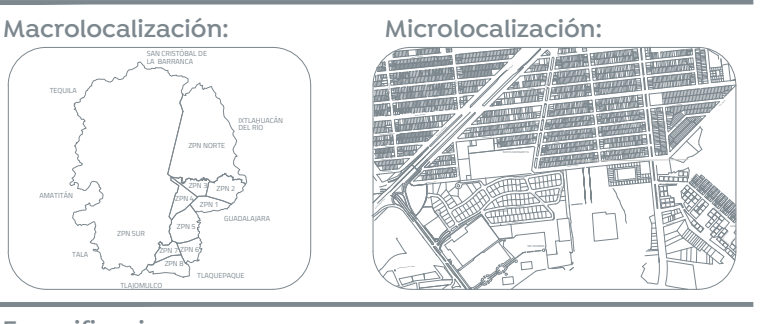 Macrolocalización:
Microlocalización:
SAN CRISTÓBAL DE
LA BARRANCA
TEQUILA
IXTLAHUACÁN
DEL RÍO
ZPN NORTE
ZPN 3
ZPN 2
AMATITÁN
ZPN 4
ZPN 1
GUADALAJARA
ZPN 5
ZPN SUR
TALA
ZPN 7
ZPN 6
ZPN 8
TLAQUEPAQUE
TLAJOMULCO